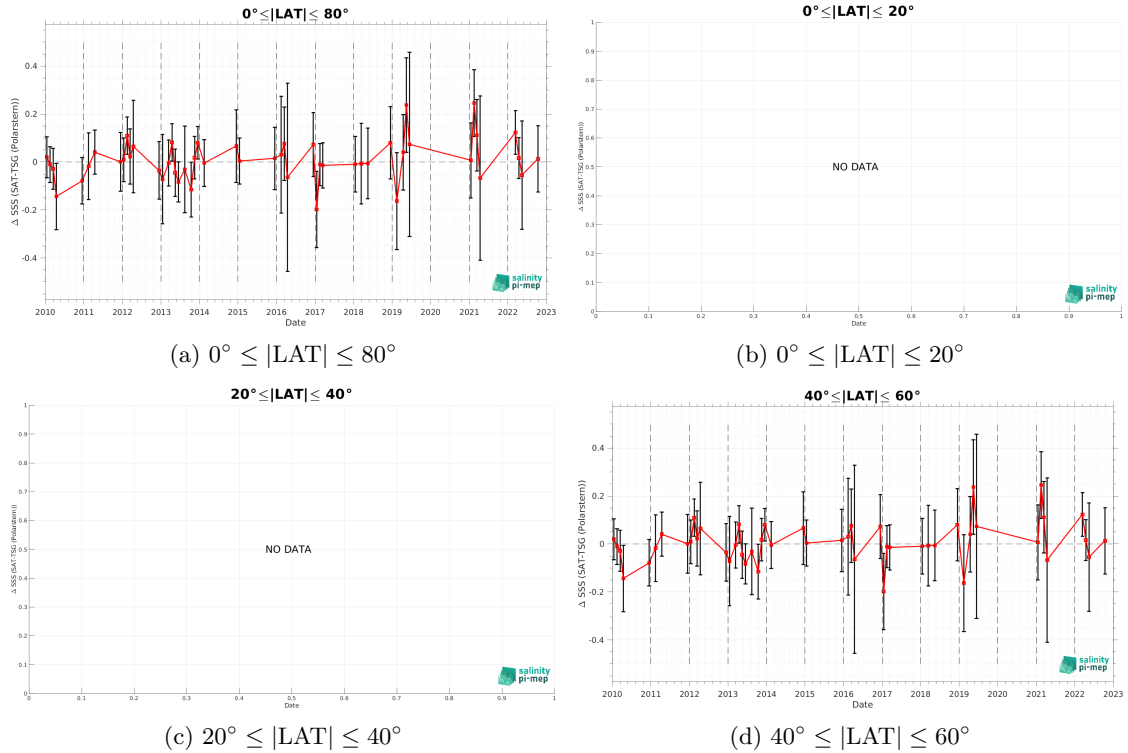 0°≤|LAT|≤ 80°
Δ SSS (SAT-TSG (Polarstern))
0.4
0.2
0
-0.2
-0.4
2010 2011 2012 2013 2014 2015 2016 2017 2018 2019 2020 2021 2022 2023
Date
salinity
pi-mep
(a) 0° ≤ |LAT| ≤ 80°
0°≤|LAT|≤ 20°
Δ SSS (SAT-TSG (Polarstern))
1
0.9
0.8
0.7
0.6
0.5
0.4
0.3
0.2
0.1
0
NO DATA
0 0.1 0.2 0.3 0.4 0.5 0.6 0.7 0.8 0.9 1
Date
salinity
pi-mep
(b) 0° ≤ |LAT| ≤ 20°
20°≤|LAT|≤ 40°
Δ SSS (SAT-TSG (Polarstern))
1
0.9
0.8
0.7
0.6
0.5
0.4
0.3
0.2
0.1
0
NO DATA
0 0.1 0.2 0.3 0.4 0.5 0.6 0.7 0.8 0.9 1
Date
salinity
pi-mep
(c) 20° ≤ |LAT| ≤ 40°
40°≤|LAT|≤ 60°
Δ SSS (SAT-TSG (Polarstern))
0.4
0.2
0
-0.2
-0.4
2010 2011 2012 2013 2014 2015 2016 2017 2018 2019 2020 2021 2022 2023
Date
salinity
pi-mep
(d) 40° ≤ |LAT| ≤ 60°